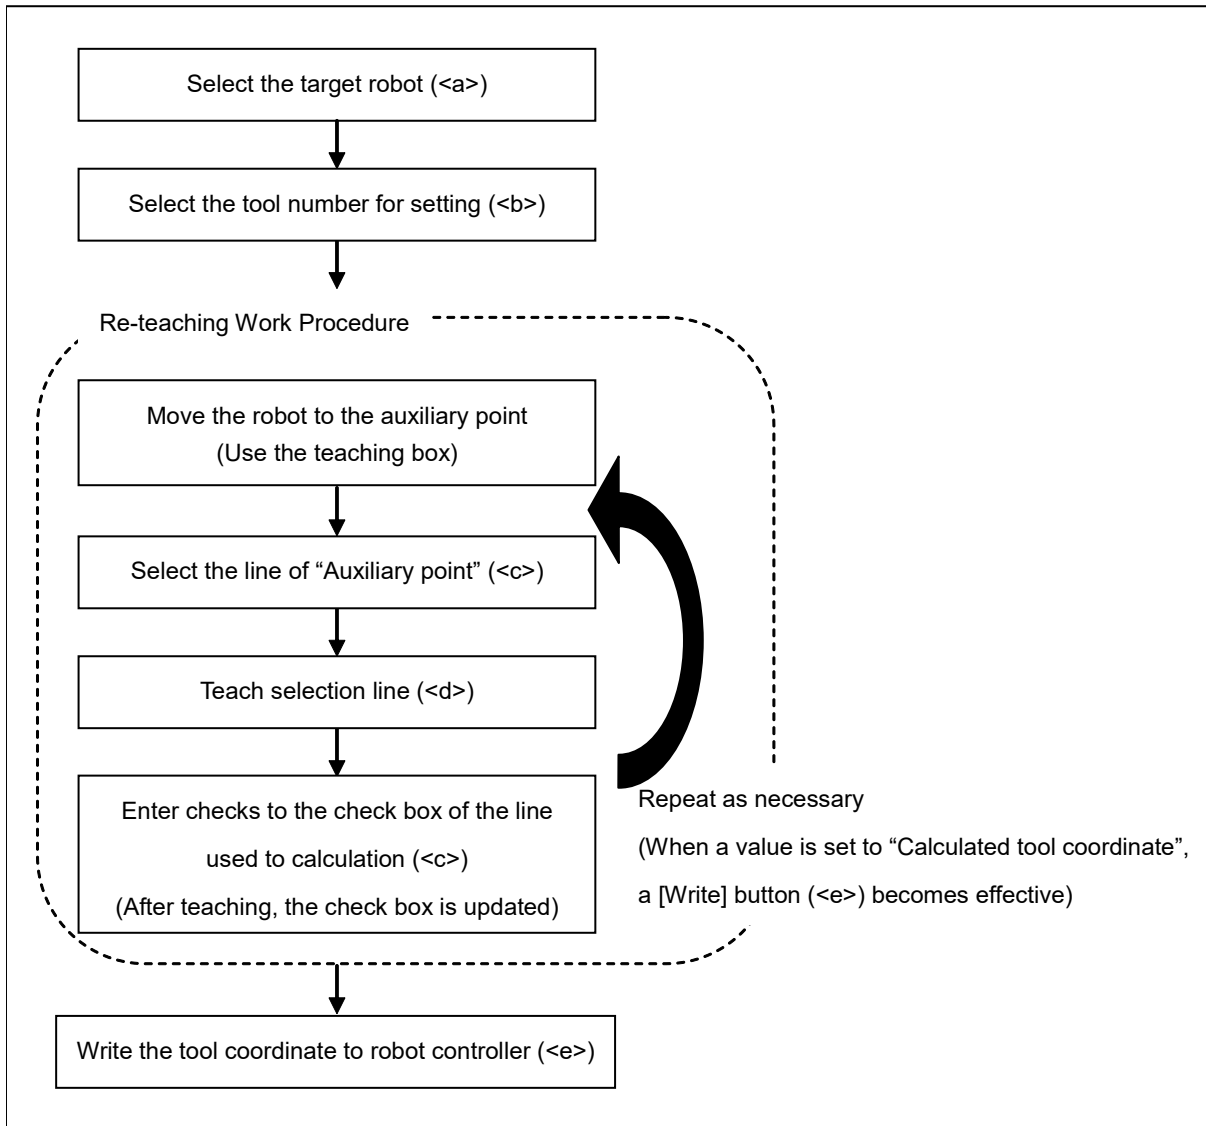 Select the target robot (<a>)
Select the tool number for setting (<b>)
Re-teaching Work Procedure
Move the robot to the auxiliary point
(Use the teaching box)
Select the line of “Auxiliary point” (<c>)
Teach selection line (<d>)
Enter checks to the check box of the line
used to calculation (<c>)
(After teaching, the check box is updated)
Repeat as necessary
(When a value is set to “Calculated tool coordinate”,
a [Write] button (<e>) becomes effective)
Write the tool coordinate to robot controller (<e>)